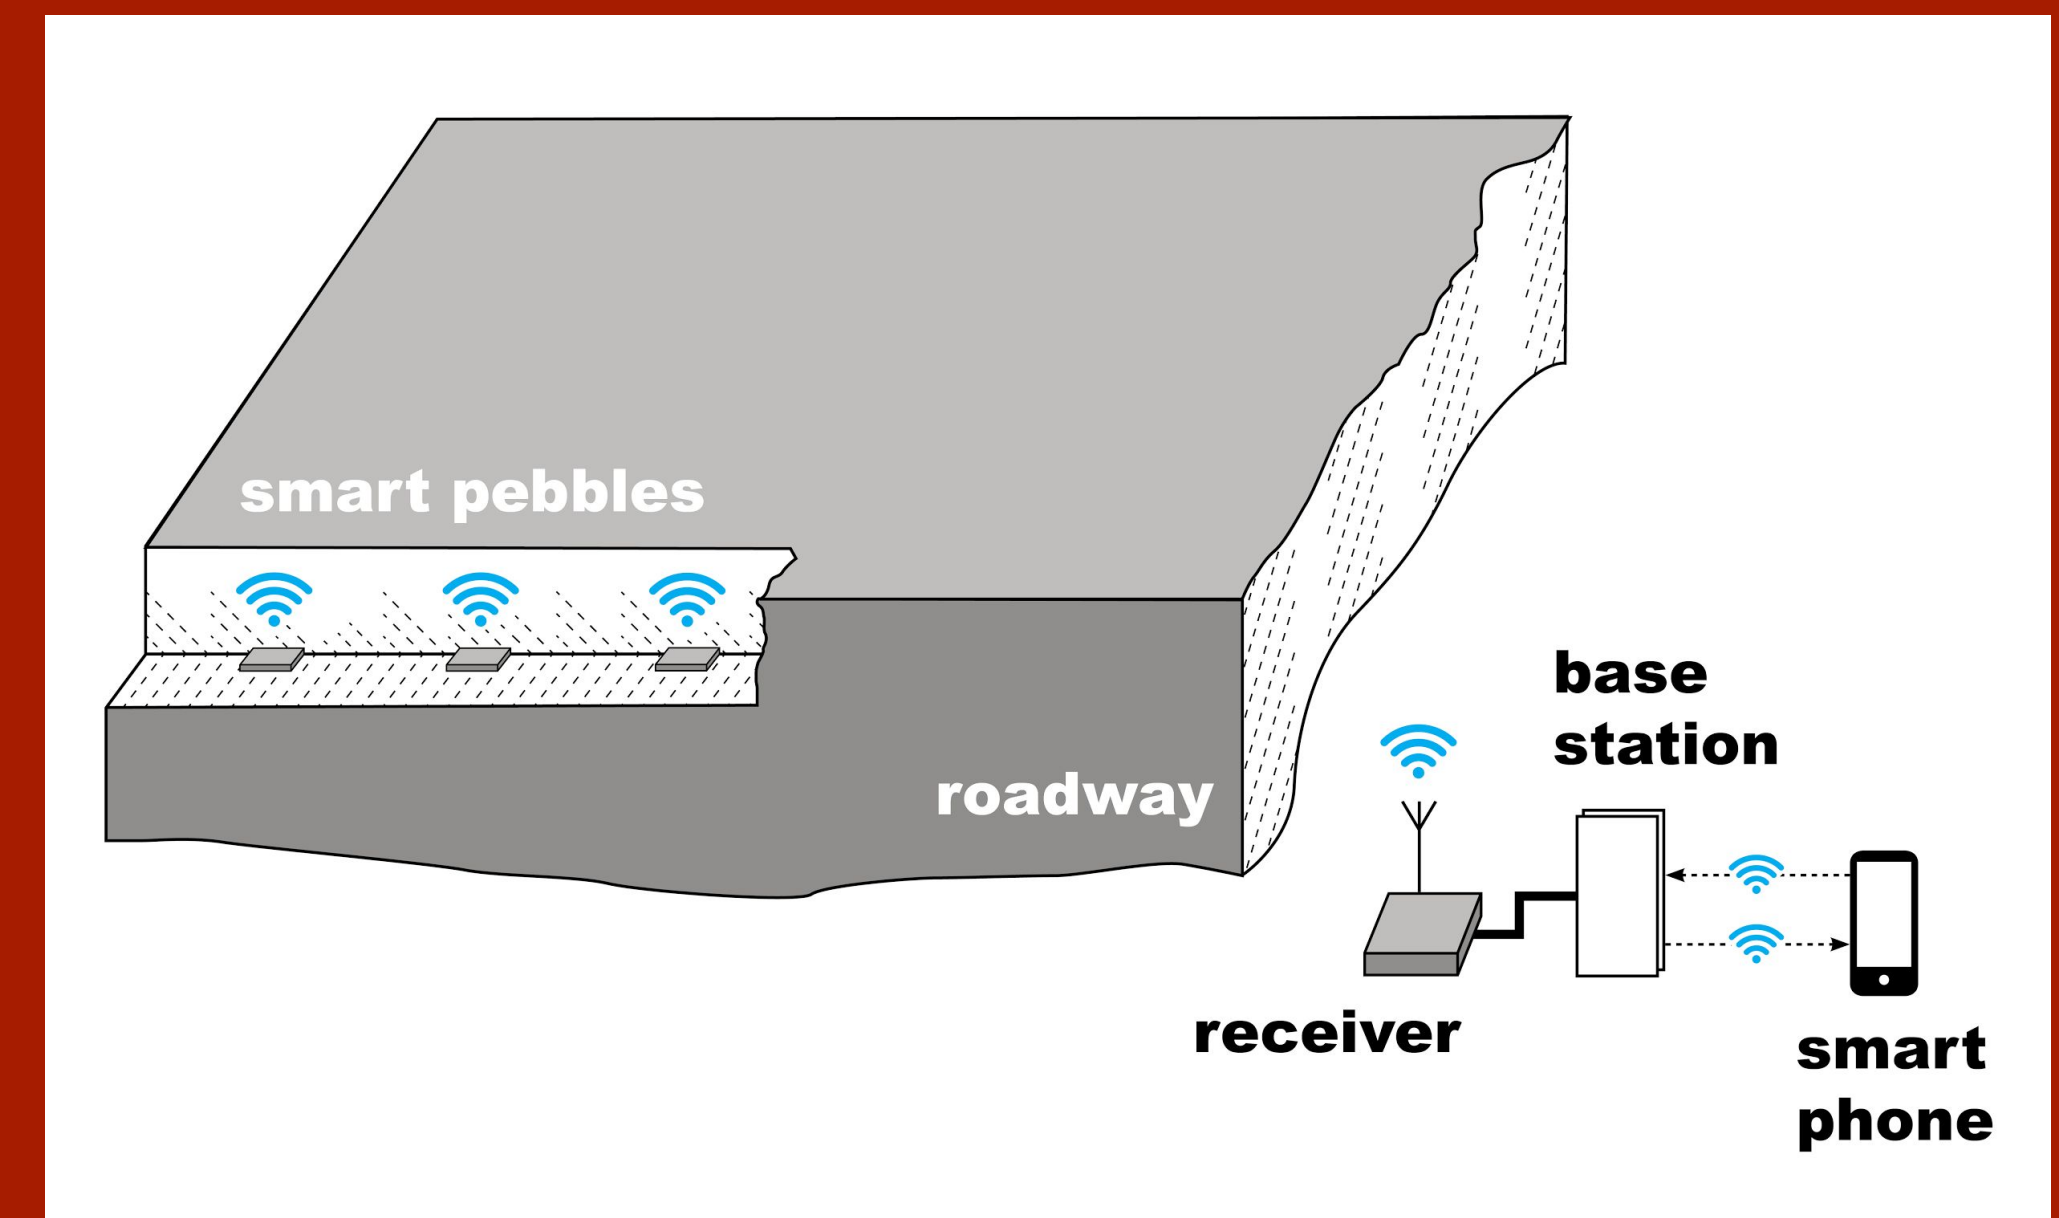 smart pebbles
roadway
base
station
receiver
smart
phone